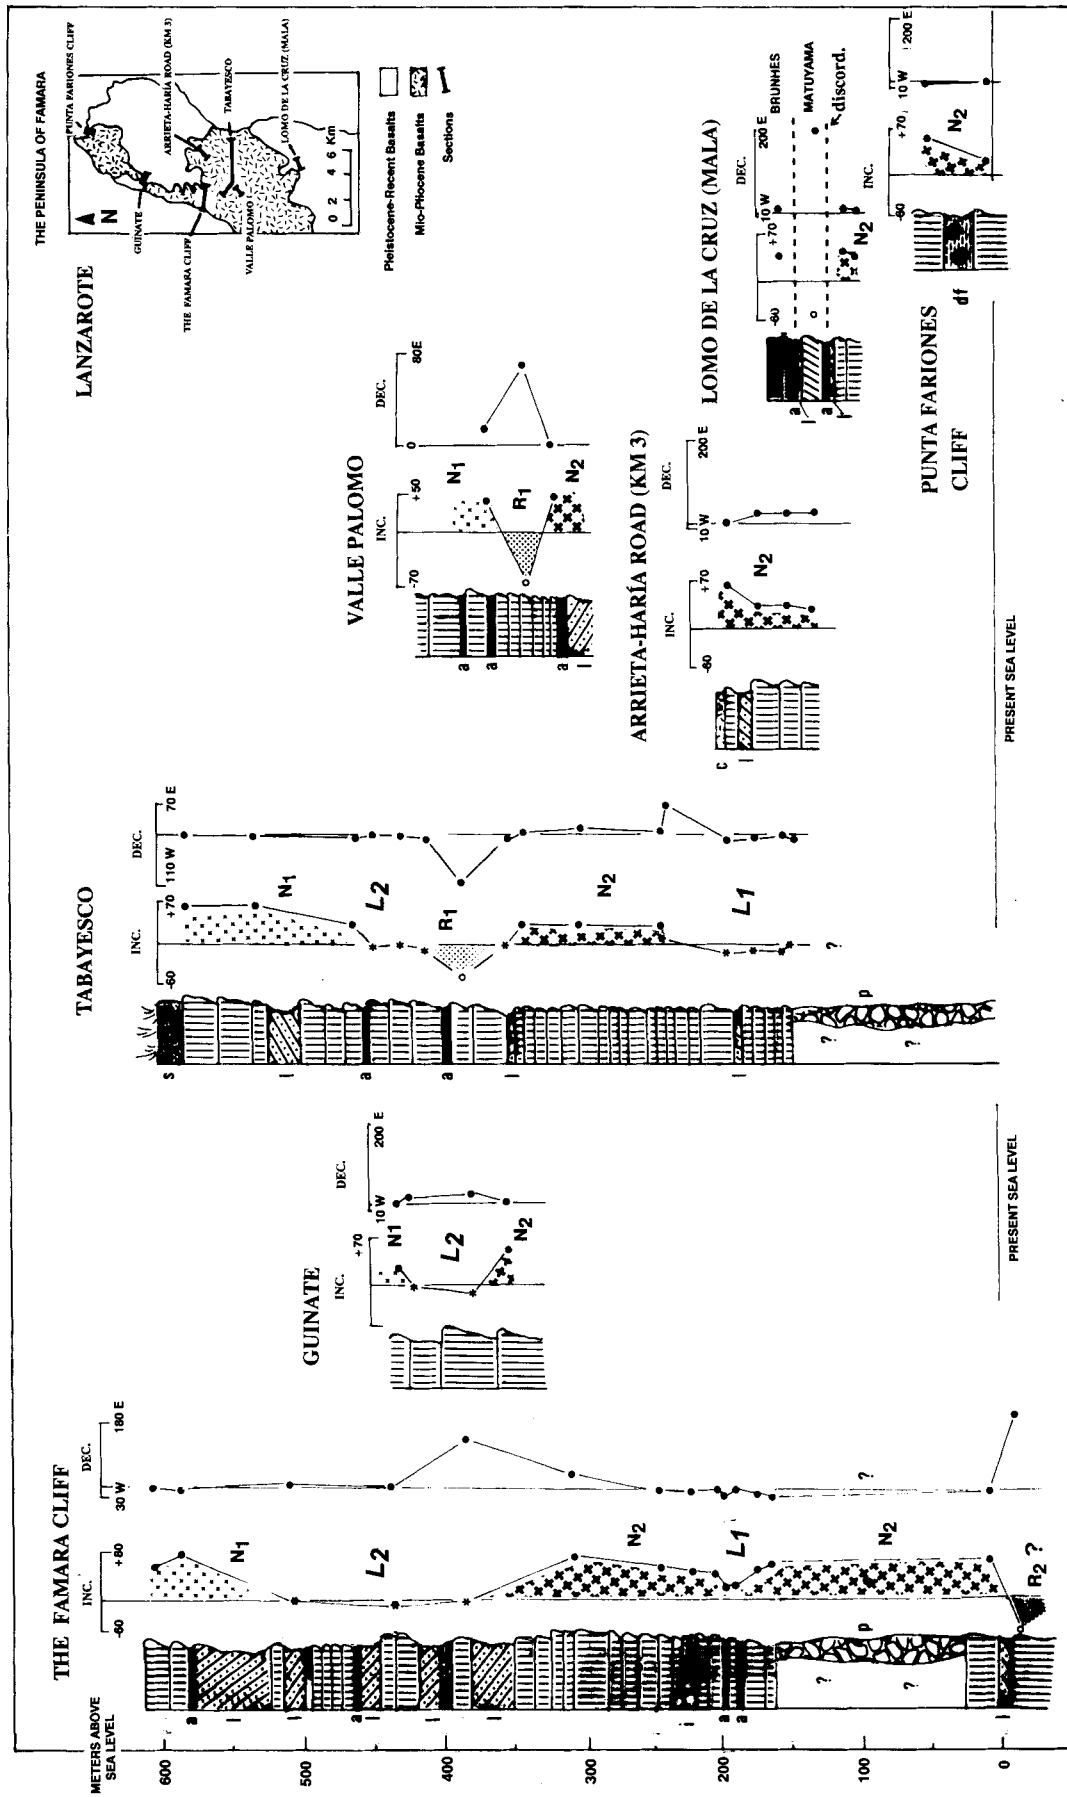 THE PENINSULA OF FAMARA
LANZAROTE
PUNTA FARIONES CLIFF
ARRIETA-HARÍA ROAD (KM 3)
TABAYESCO
LOMO DE LA CRUZ (MALA)
GUINATE
THE FAMARA CLIFF
VALLE PALOMO
N
0 2 4 6 Km
Pleistocene-Recent Basalts
Mio-Pliocene Basalts
Sections
THE FAMARA CLIFF
METERS ABOVE
SEA LEVEL
600
500
400
300
200
100
0
INC.
-60 +80
DEC.
30 W 180 E
N1
L2
N2
L1
N2
R2 ?
?
?
?
p
a
l
l
a
l
l
l
l
a
a
l
GUINATE
INC.
+70
DEC.
10 W 200 E
N1
L2
N2
PRESENT SEA LEVEL
TABAYESCO
INC.
-60 +70
DEC.
110 W 70 E
N1
L2
R1
N2
L1
?
?
?
p
s
l
a
a
l
l
VALLE PALOMO
INC.
-70 +50
DEC.
0 80E
N1
R1
N2
a
a
a
l
ARRIETA-HARÍA ROAD (KM 3)
INC.
-60 +70
DEC.
10 W 200 E
N2
c
l
PRESENT SEA LEVEL
LOMO DE LA CRUZ (MALA)
INC.
-60 +70
DEC.
10 W 200 E
BRUNHES
MATUYAMA
discord.
N2
a
l
a
l
PUNTA FARIONES
CLIFF
INC.
-60 +70
DEC.
10 W 200 E
N2
df